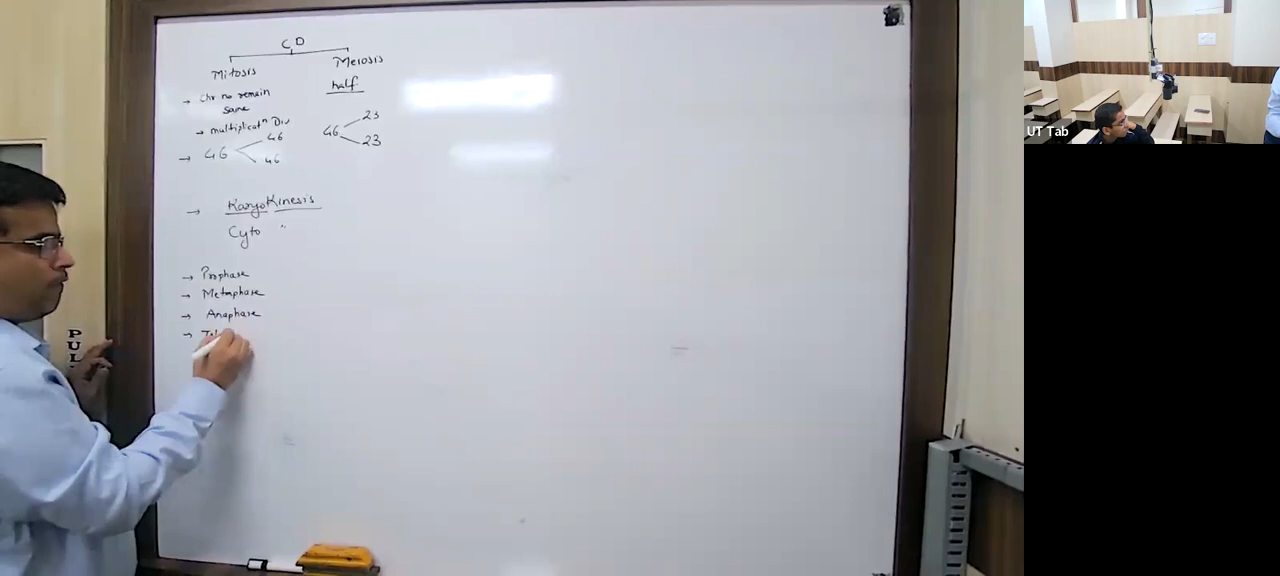 CD
Mitosis
Meiosis
→ Chr no remain
same
half
→ multiplicatⁿ Div
→ 46 46
46
46 23
23
→ KaryoKinesis
Cyto "
→ Prophase
→ Metaphase
→ Anaphase
→
PUL
UT Tab